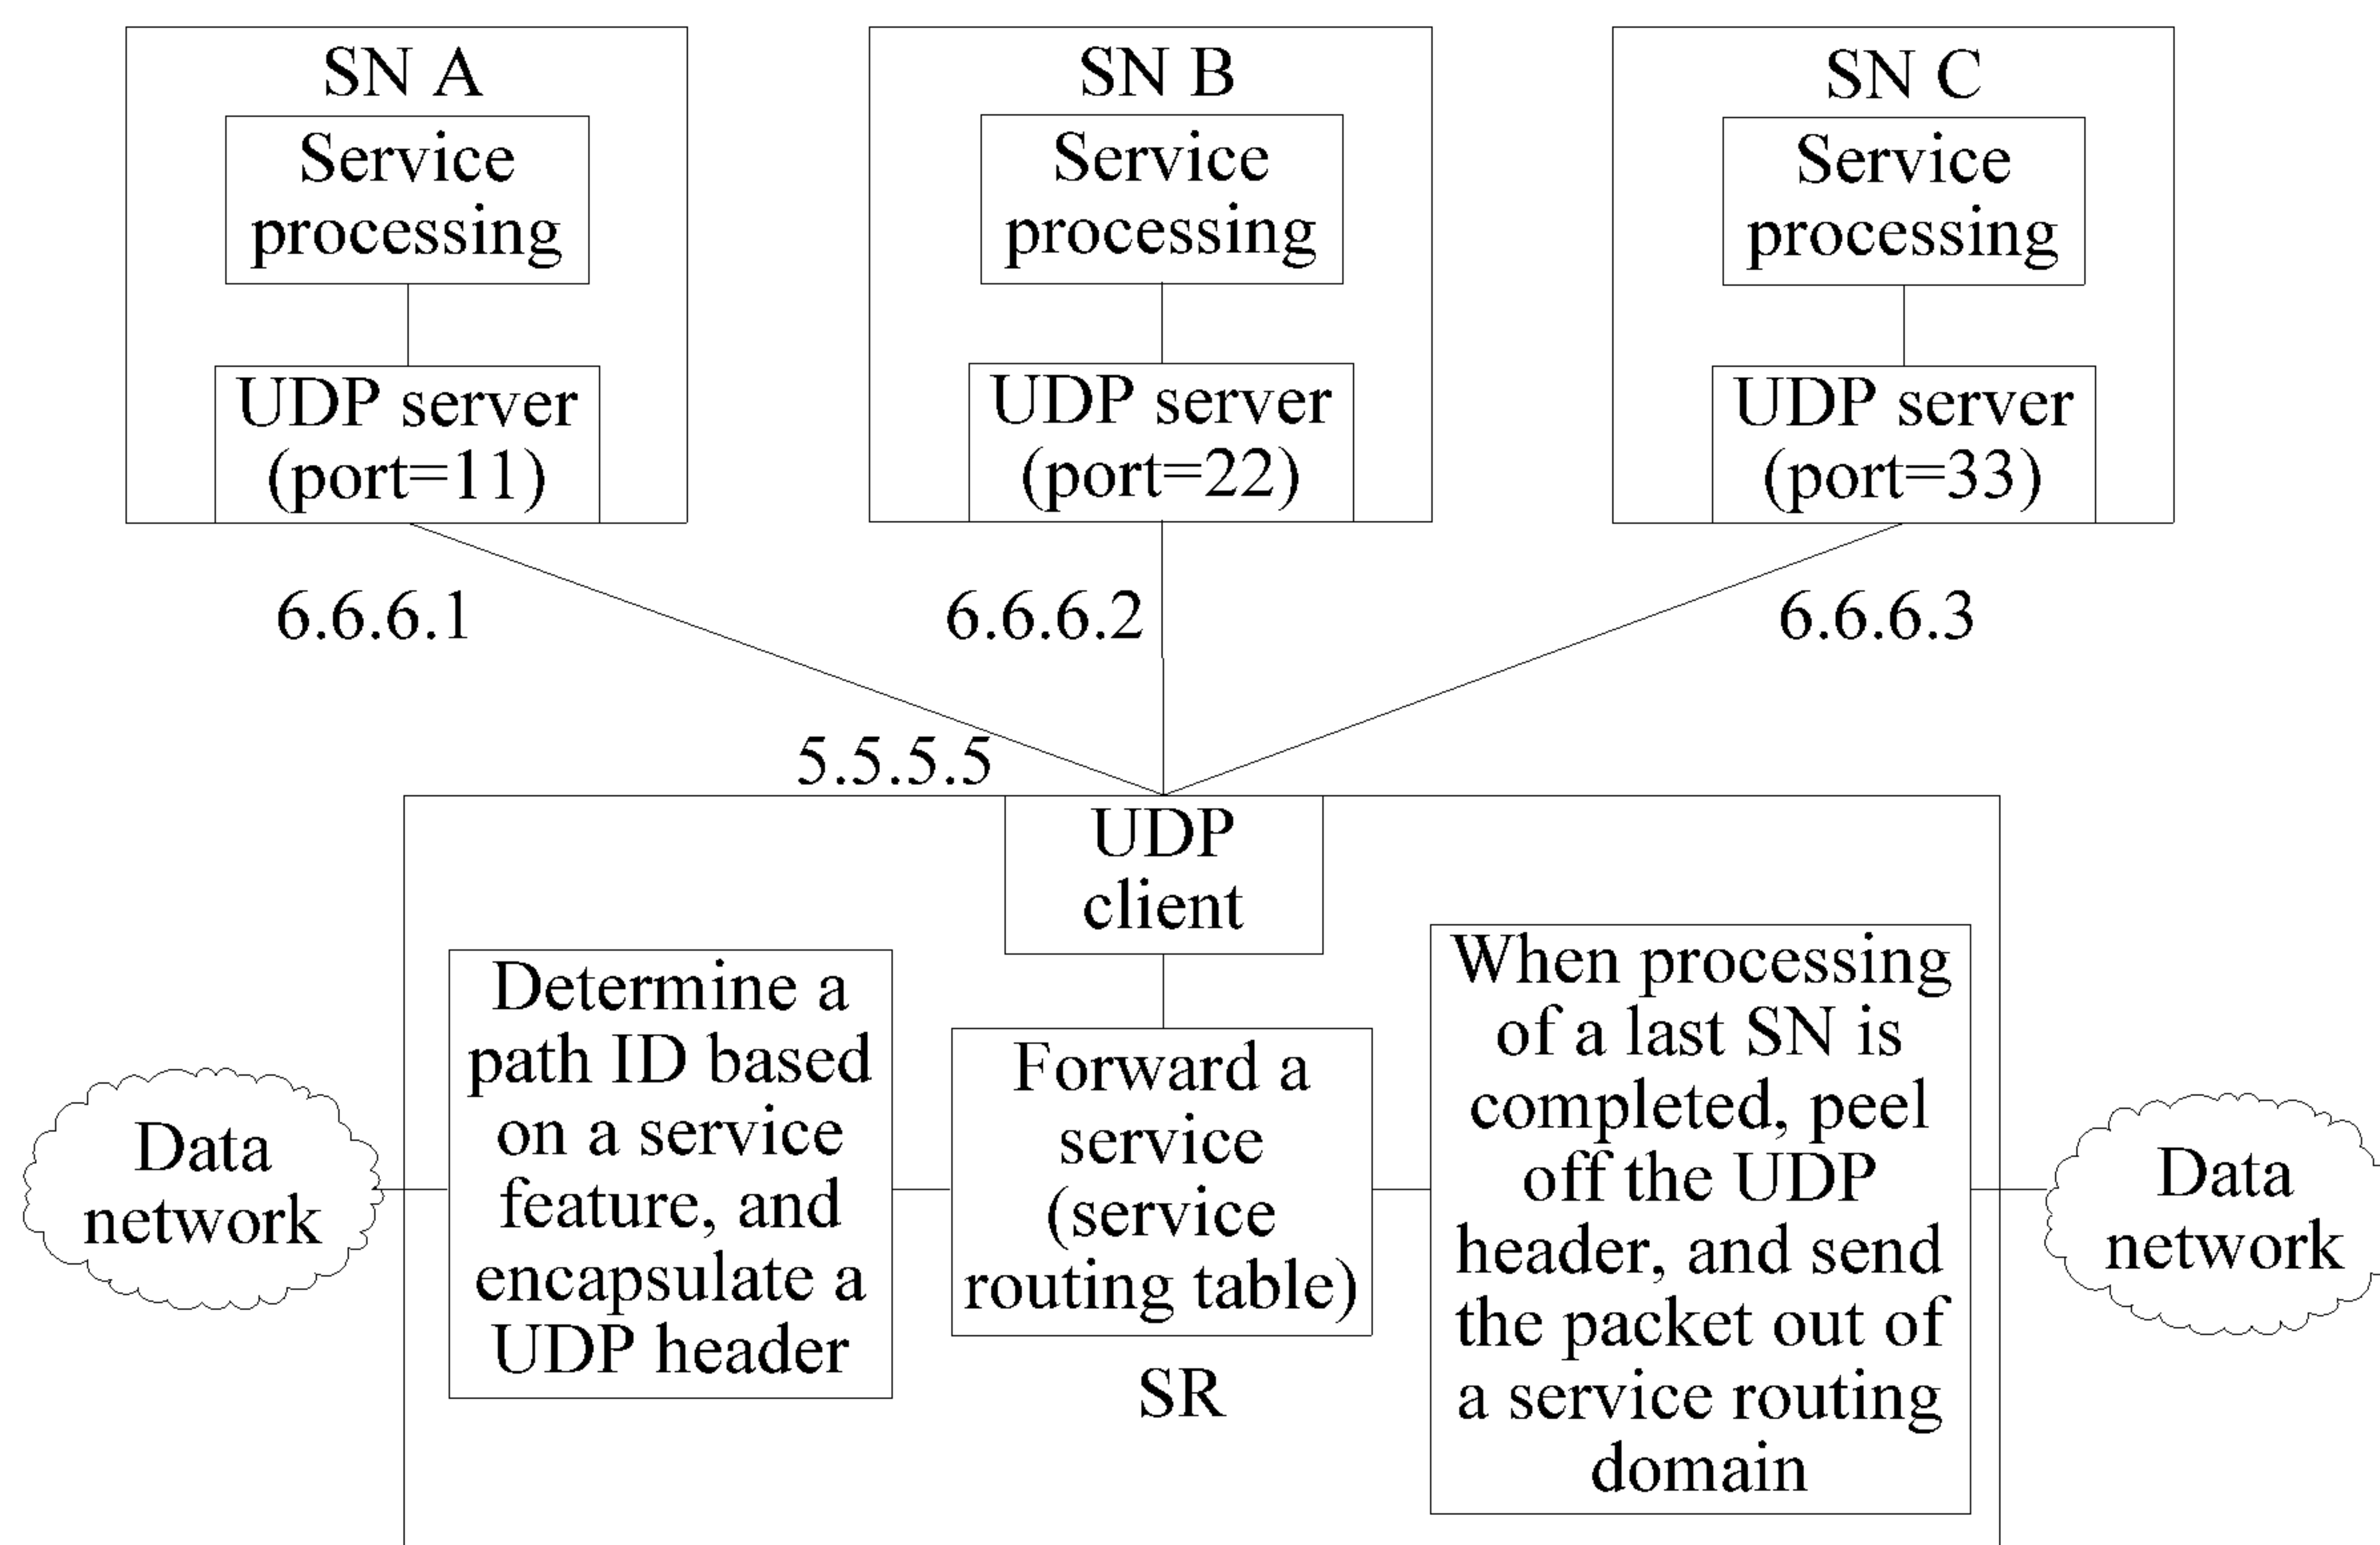 SN A
Service
processing
UDP server
(port=11)
SN B
Service
processing
UDP server
(port=22)
SN C
Service
processing
UDP server
(port=33)
6.6.6.1
6.6.6.2
6.6.6.3
5.5.5.5
UDP
client
Data
network
Determine a
path ID based
on a service
feature, and
encapsulate a
UDP header
Forward a
service
(service
routing table)
SR
When processing
of a last SN is
completed, peel
off the UDP
header, and send
the packet out of
a service routing
domain
Data
network